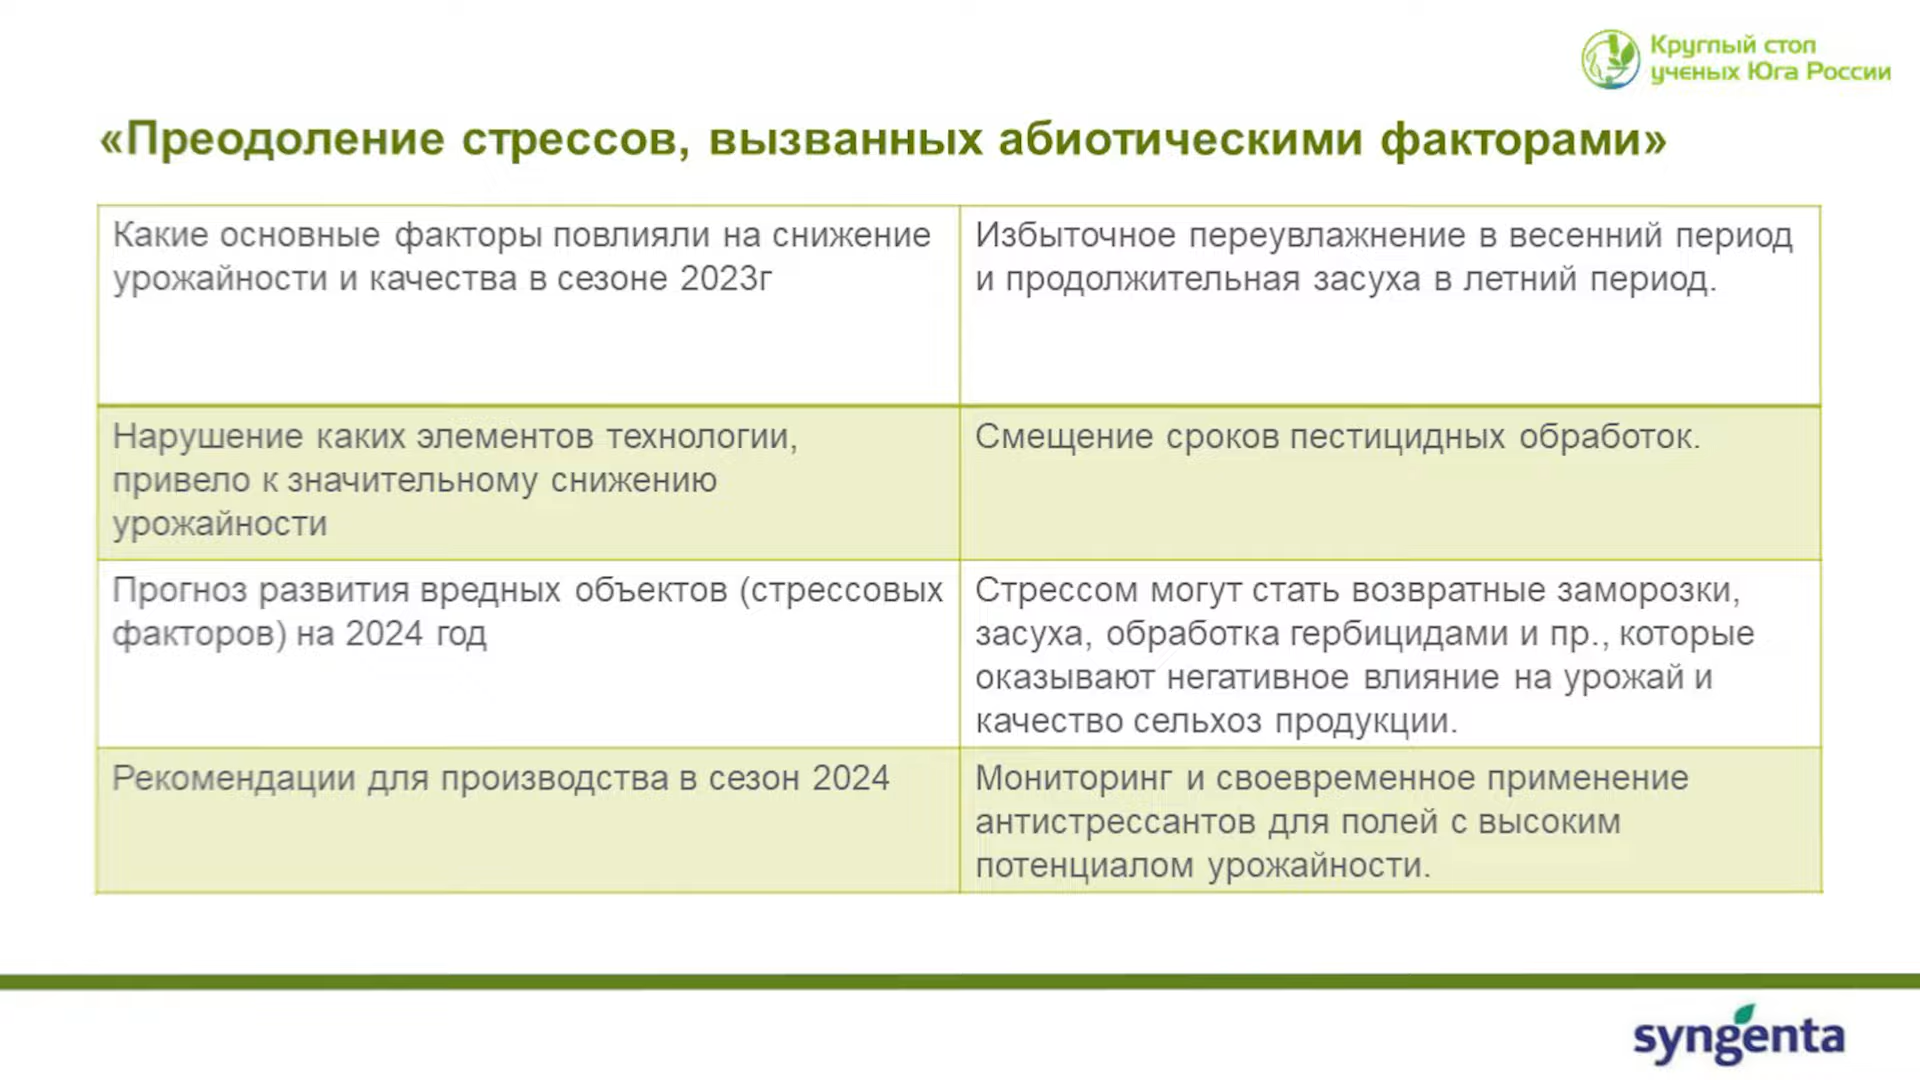 Круглый стол
ученых Юга России
«Преодоление стрессов, вызванных абиотическими факторами»
Какие основные факторы повлияли на снижение
урожайности и качества в сезоне 2023г
Избыточное переувлажнение в весенний период
и продолжительная засуха в летний период.
Нарушение каких элементов технологии,
привело к значительному снижению
урожайности
Смещение сроков пестицидных обработок.
Прогноз развития вредных объектов (стрессовых
факторов) на 2024 год
Стрессом могут стать возвратные заморозки,
засуха, обработка гербицидами и пр., которые
оказывают негативное влияние на урожай и
качество сельхоз продукции.
Рекомендации для производства в сезон 2024
Мониторинг и своевременное применение
антистрессантов для полей с высоким
потенциалом урожайности.
syngenta